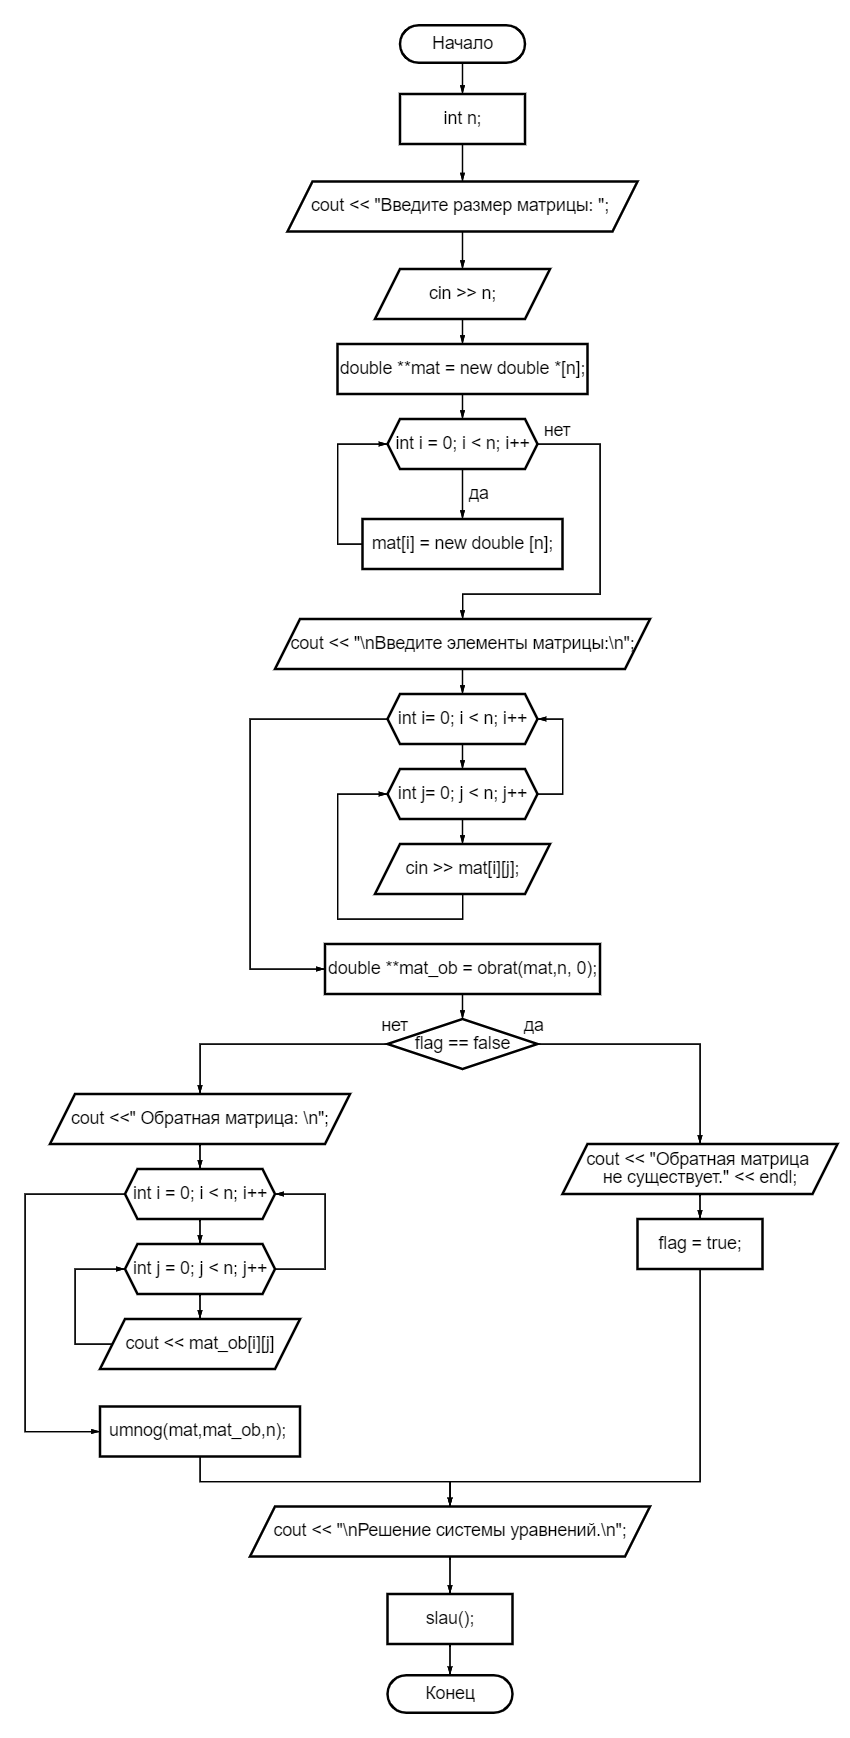 Начало
int n;
cout << "Введите размер матрицы: ";
cin >> n;
double **mat = new double *[n];
int i = 0; i < n; i++
нет
да
mat[i] = new double [n];
cout << "\nВведите элементы матрицы:\n";
int i= 0; i < n; i++
int j= 0; j < n; j++
cin >> mat[i][j];
double **mat_ob = obrat(mat,n, 0);
нет
да
flag == false
cout <<" Обратная матрица: \n";
int i = 0; i < n; i++
int j = 0; j < n; j++
cout << mat_ob[i][j]
umnog(mat,mat_ob,n);
cout << "Обратная матрица
не существует." << endl;
flag = true;
cout << "\nРешение системы уравнений.\n";
slau();
Конец